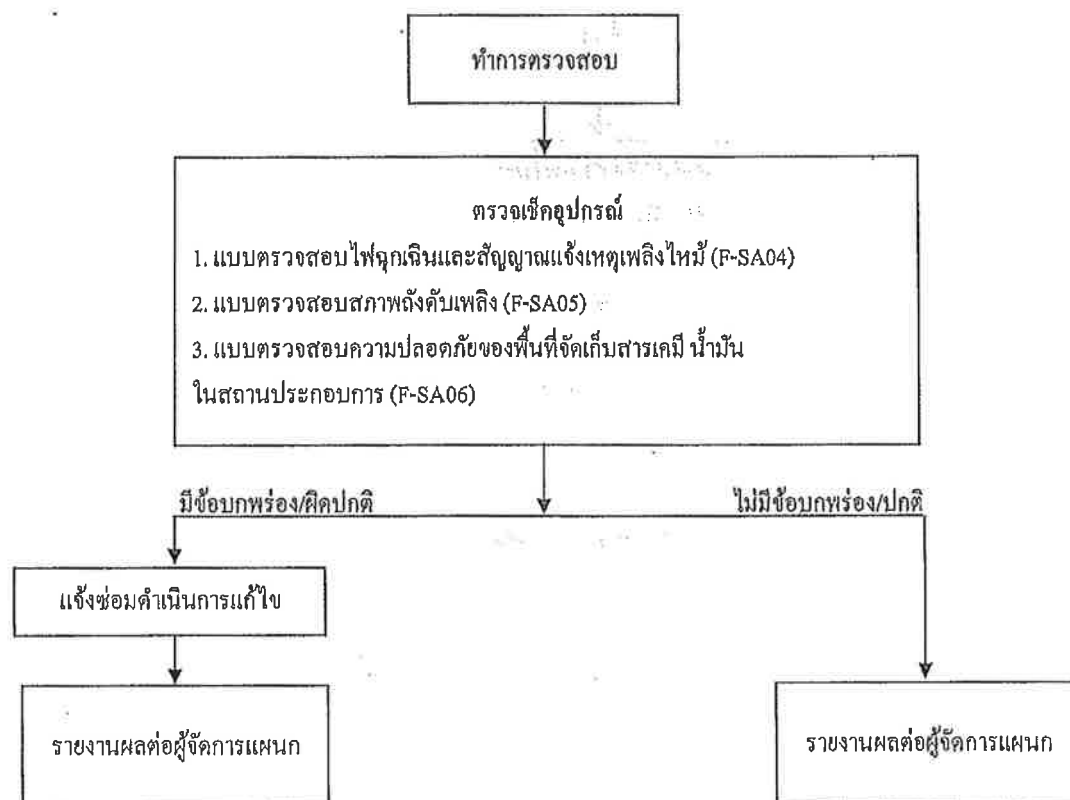 ทำการตรวจสอบ
ตรวจเช็คอุปกรณ์
1. แบบตรวจสอบไฟฉุกเฉินและสัญญาณแจ้งเหตุเพลิงไหม้ (F-SA04)
2. แบบตรวจสอบสภาพถังดับเพลิง (F-SA05)
3. แบบตรวจสอบความปลอดภัยของพื้นที่จัดเก็บสารเคมี น้ำมัน
ในสถานประกอบการ (F-SA06)
มีข้อบกพร่อง/ผิดปกติ
ไม่มีข้อบกพร่อง/ปกติ
แจ้งซ่อมดำเนินการแก้ไข
รายงานผลต่อผู้จัดการแผนก
รายงานผลต่อผู้จัดการแผนก